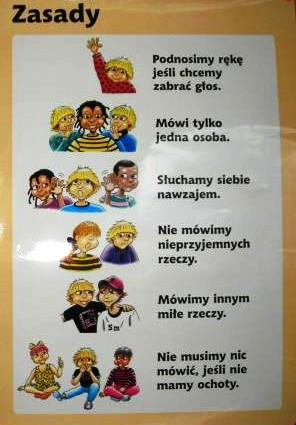 Zasady
Podnosimy rękę
jeśli chcemy
zabrać głos.
Mówi tylko
jedna osoba.
Słuchamy siebie
nawzajem.
Nie mówimy
nieprzyjemnych
rzeczy.
Mówimy innym
miłe rzeczy.
5m
Nie musimy nic
mówić, jeśli nie
mamy ochoty.